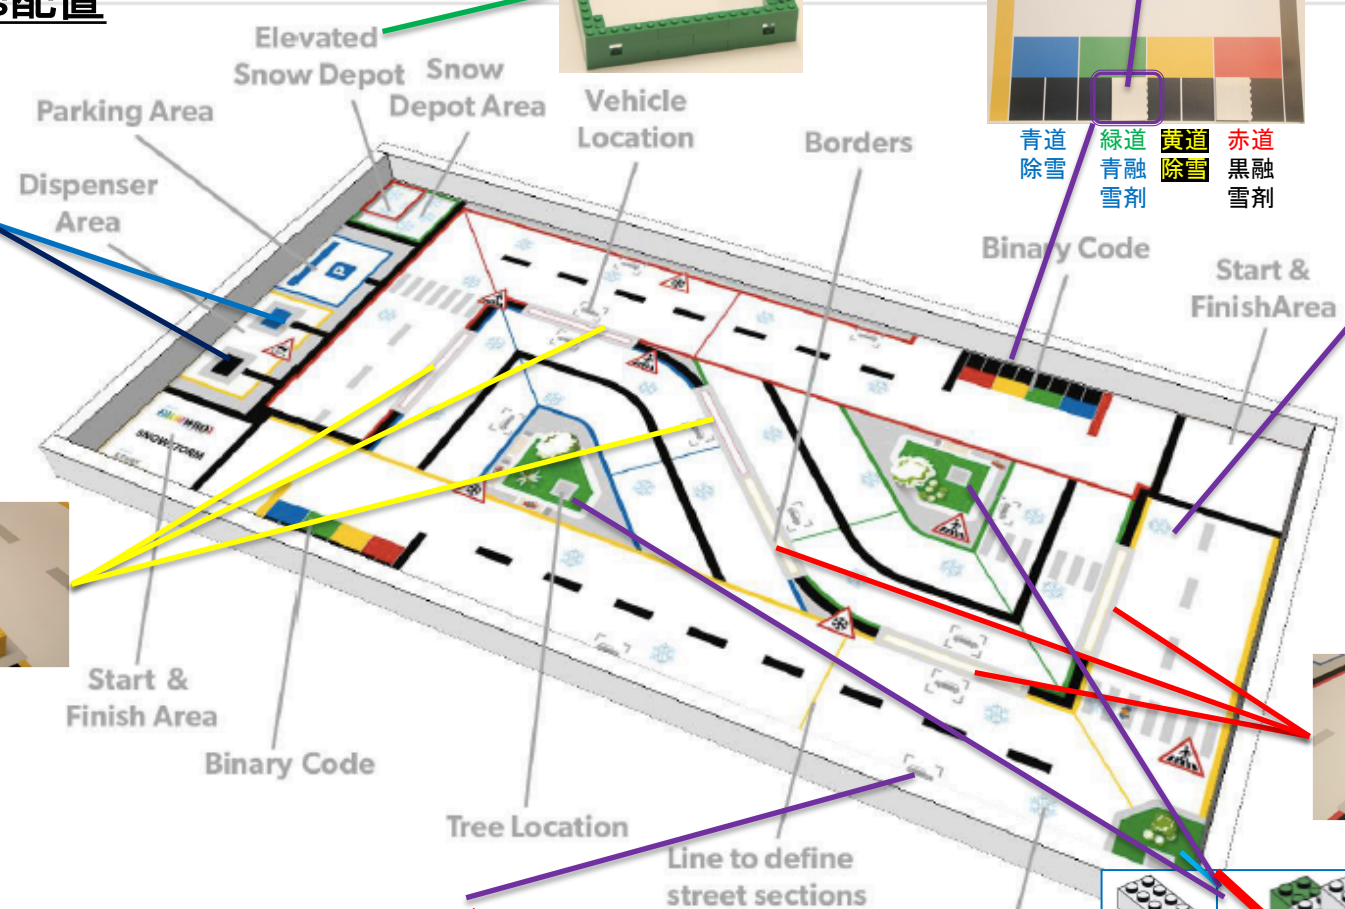 配置
Elevated
Snow Depot
Snow
Depot Area
Parking Area
Vehicle
Location
Borders
Dispenser
Area
青道
除雪
緑道
青融
雪剤
黄道
除雪
赤道
黒融
雪剤
Binary Code
Start &
FinishArea
P
SNOWSTORM
Start &
Finish Area
Binary Code
Tree Location
Line to define
street sections